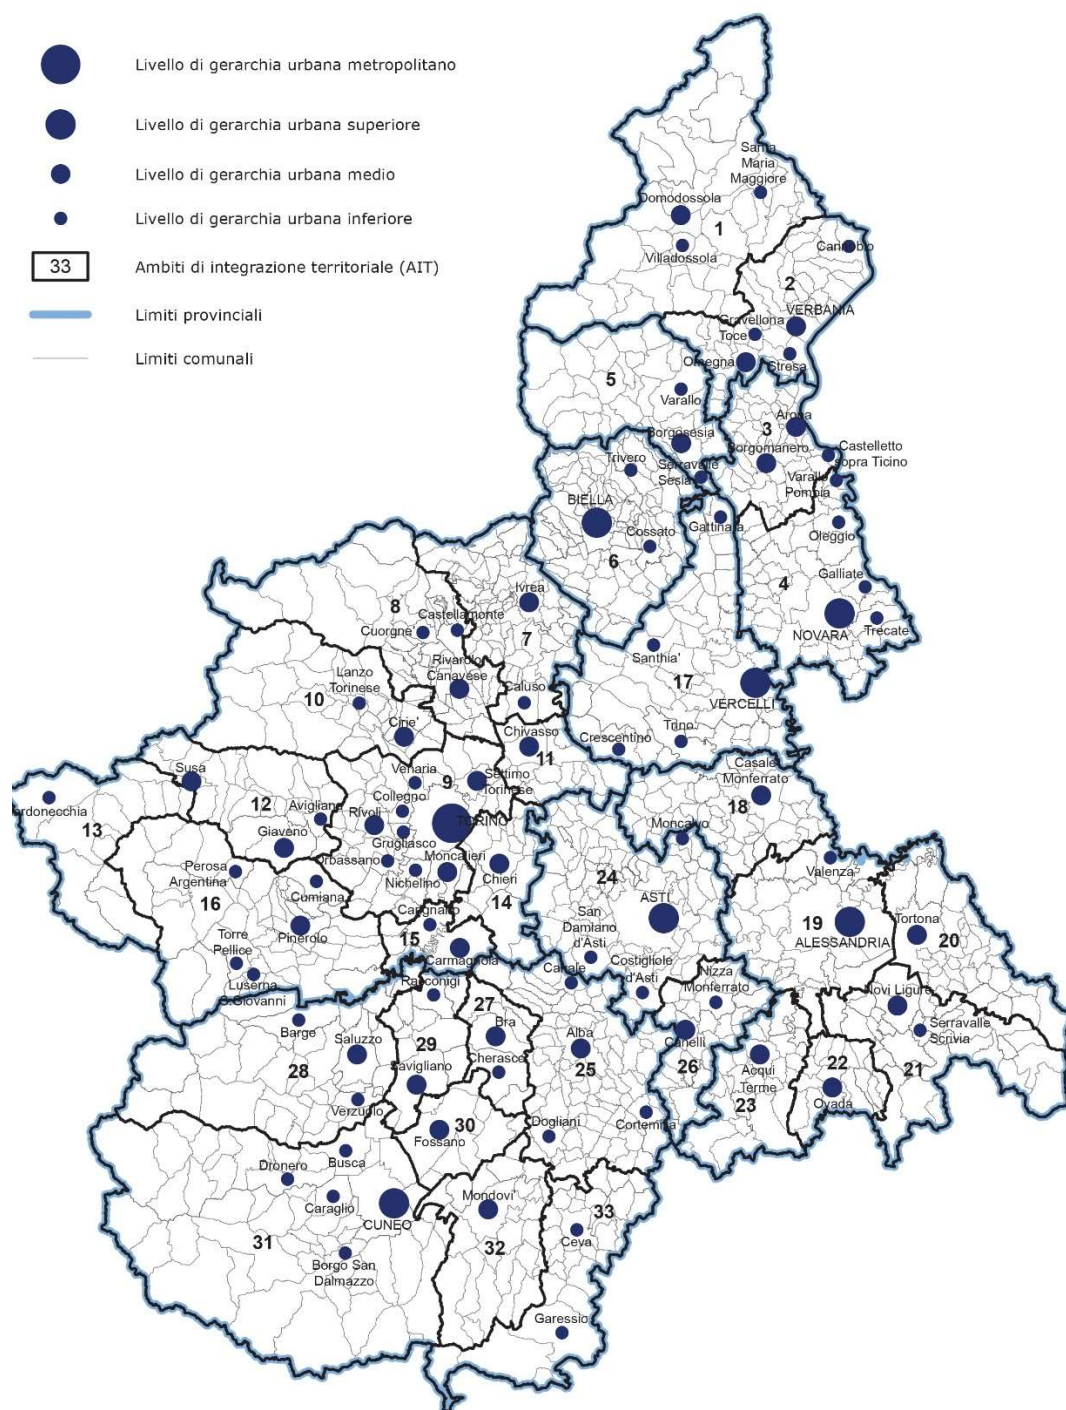 Livello di gerarchia urbana metropolitano
Livello di gerarchia urbana superiore
Livello di gerarchia urbana medio
Livello di gerarchia urbana inferiore
33
Ambiti di integrazione territoriale (AIT)
Limiti provinciali
Limiti comunali
Santa
Maria
Maggiore
Domodossola
1
Villadossola
Cannobio
2
VERBANIA
Gravellona
Toce
Omegna
Stresa
5
Varallo
3
Arona
Borgosesia
Borgomanero
Castelletto
sopra Ticino
Trivero
Serravalle
Sesia
Varallo
Pombia
BIELLA
Gattinara
Oleggio
Cossato
6
Galliate
4
NOVARA
Trecate
Ivrea
8
Castellamonte
Cuorgne'
7
Santhia'
17
VERCELLI
Rivarolo
Canavese
Lanzo
Torinese
10
Caluso
Cirie'
Chivasso
11
Crescentino
Trino
Susa
Venaria
9
Settimo
Torinese
Casale
Monferrato
18
ordonecchia
13
12
Avigliana
Collegno
Rivoli
TORINO
Giaveno
Grugliasco
Moncalvo
Orbassano
Moncalieri
Perosa
Argentina
Nichelino
Chieri
Valenza
Cumiana
24
16
14
Carignano
15
ASTI
19
ALESSANDRIA
Tortona
20
Pinerolo
San
Damiano
d'Asti
Torre
Pellice
Carmagnola
Luserna
S.Giovanni
Canale
Costigliole
d'Asti
Nizza
Monferrato
Racconigi
27
Novi Ligure
Barge
Bra
Alba
Canelli
Serravalle
Scrivia
Saluzzo
29
Cherasco
25
26
Acqui
Terme
22
21
28
Savigliano
23
Verzuolo
Ovada
30
Fossano
Dogliani
Cortemilia
Busca
Dronero
Caraglio
Mondovi'
33
CUNEO
31
32
Ceva
Borgo San
Dalmazzo
Garessio